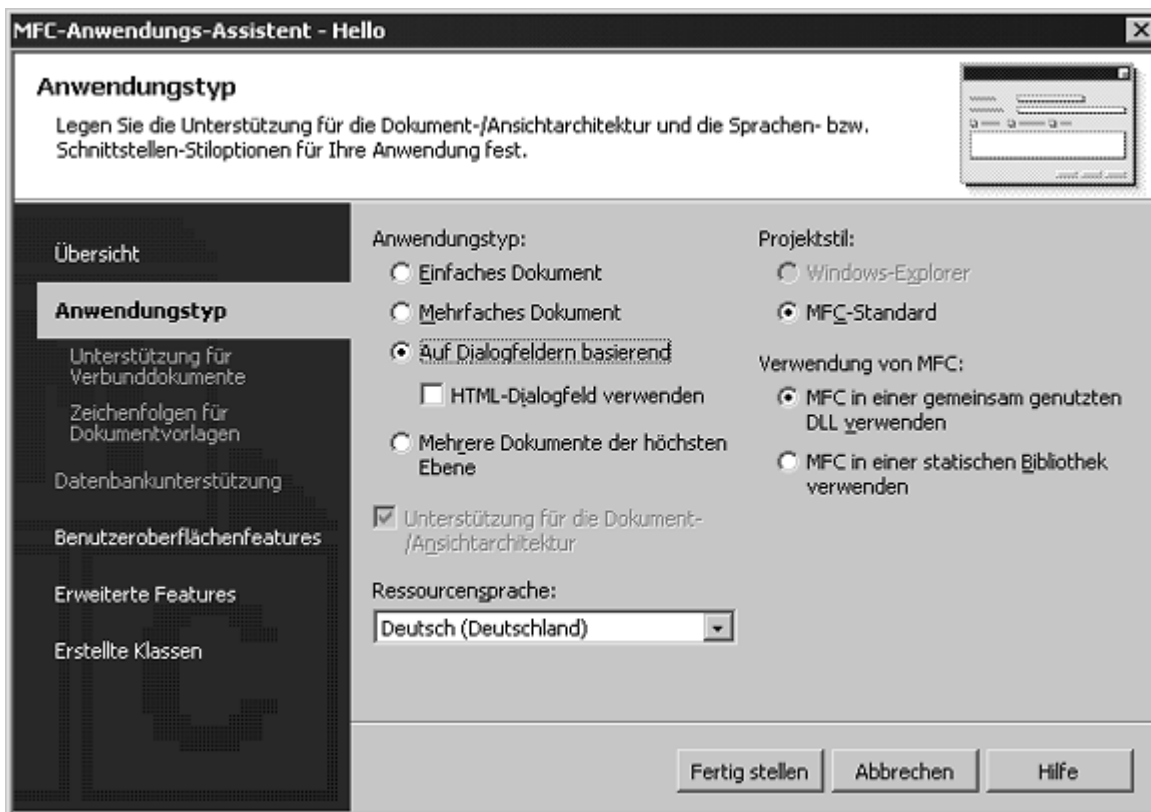 MFC-Anwendungs-Assistent - Hello
Anwendungstyp
Legen Sie die Unterstützung für die Dokument-/Ansichtarchitektur und die Sprachen- bzw.
Schnittstellen-Stiloptionen für Ihre Anwendung fest.
Übersicht
Anwendungstyp
Unterstützung für
Verbunddokumente
Zeichenfolgen für
Dokumentvorlagen
Datenbankunterstützung
Benutzeroberflächenfeatures
Erweiterte Features
Erstellte Klassen
Anwendungstyp:
Einfaches Dokument
Mehrfaches Dokument
Auf Dialogfeldern basierend
HTML-Dialogfeld verwenden
Mehrere Dokumente der höchsten
Ebene
Unterstützung für die Dokument-
/Ansichtarchitektur
Ressourcensprache:
Deutsch (Deutschland)
Projektstil:
Windows-Explorer
MFC-Standard
Verwendung von MFC:
MFC in einer gemeinsam genutzten
DLL verwenden
MFC in einer statischen Bibliothek
verwenden
Fertig stellen
Abbrechen
Hilfe